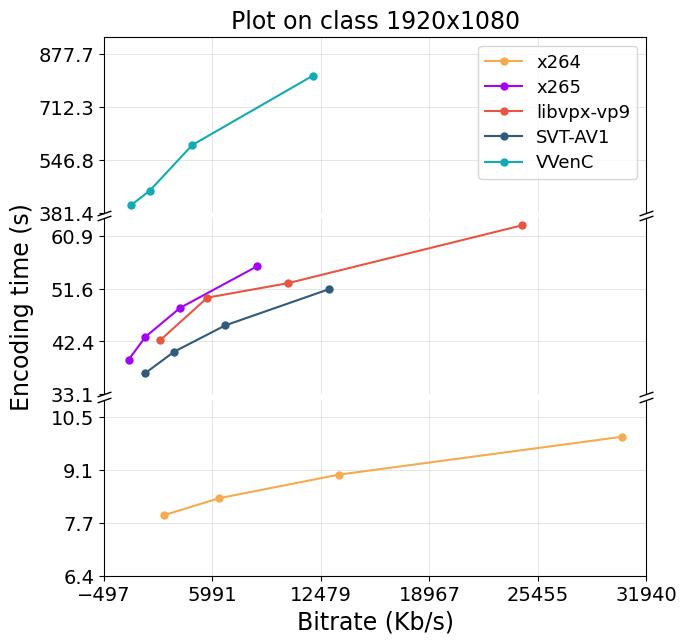 Plot on class 1920x1080
877.7
712.3
546.8
381.4
60.9
51.6
42.4
33.1
10.5
9.1
7.7
6.4
Encoding time (s)
x264
x265
libvpx-vp9
SVT-AV1
VVenC
−497 5991 12479 18967 25455 31940
Bitrate (Kb/s)